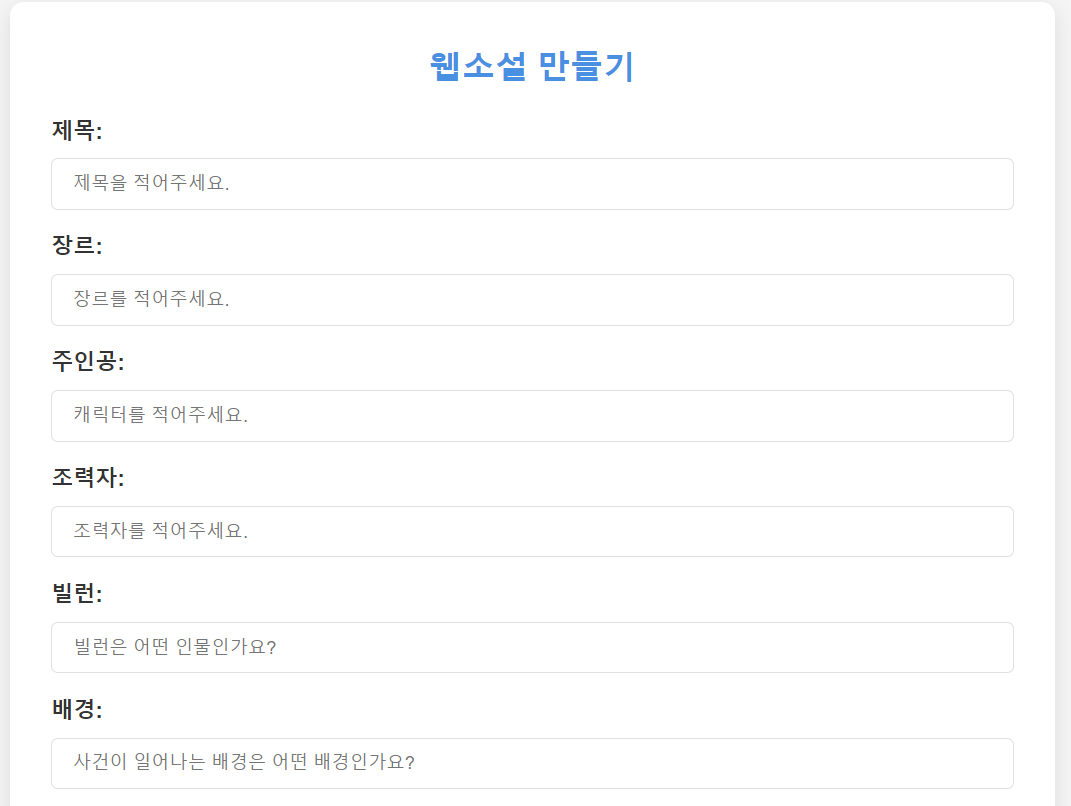 웹소설 만들기
제목:
제목을 적어주세요.
장르:
장르를 적어주세요.
주인공:
캐릭터를 적어주세요.
조력자:
조력자를 적어주세요.
빌런:
빌런은 어떤 인물인가요?
배경:
사건이 일어나는 배경은 어떤 배경인가요?